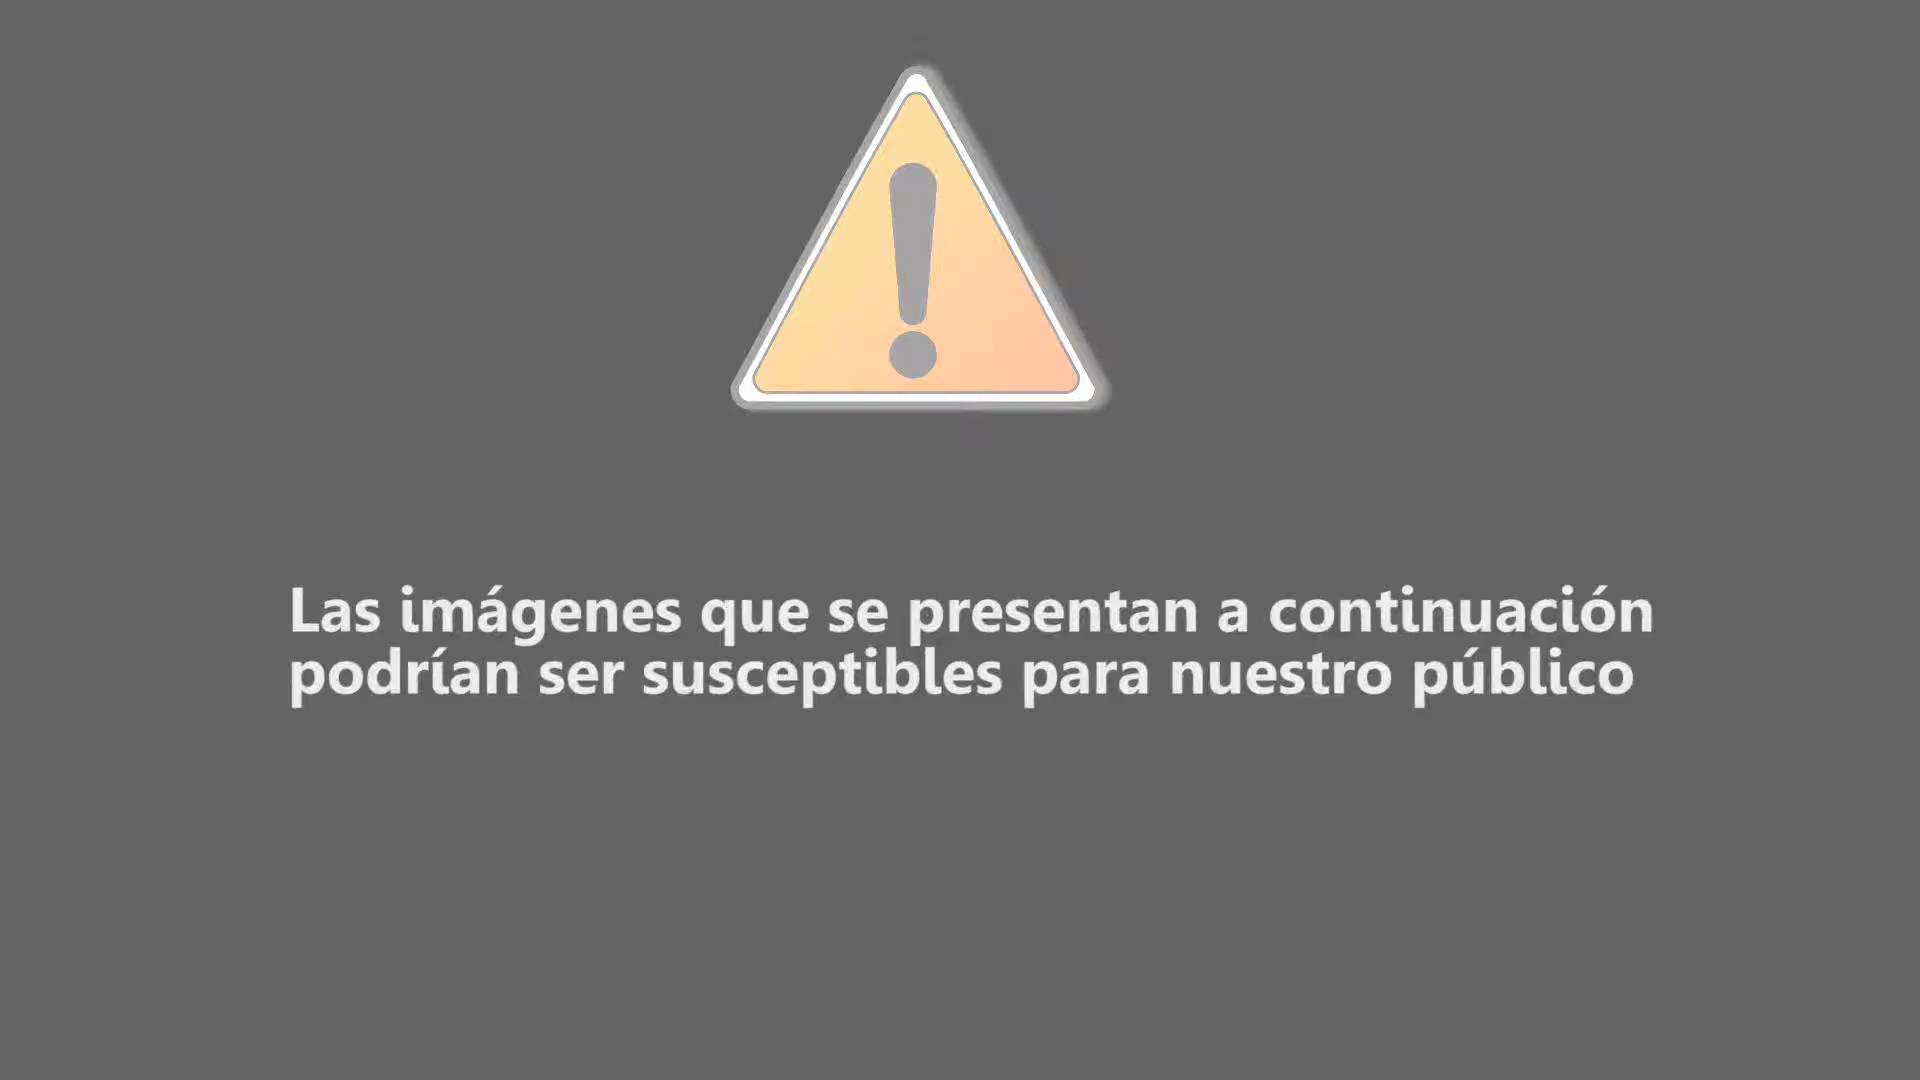 Las imágenes que se presentan a continuación
podrían ser susceptibles para nuestro público